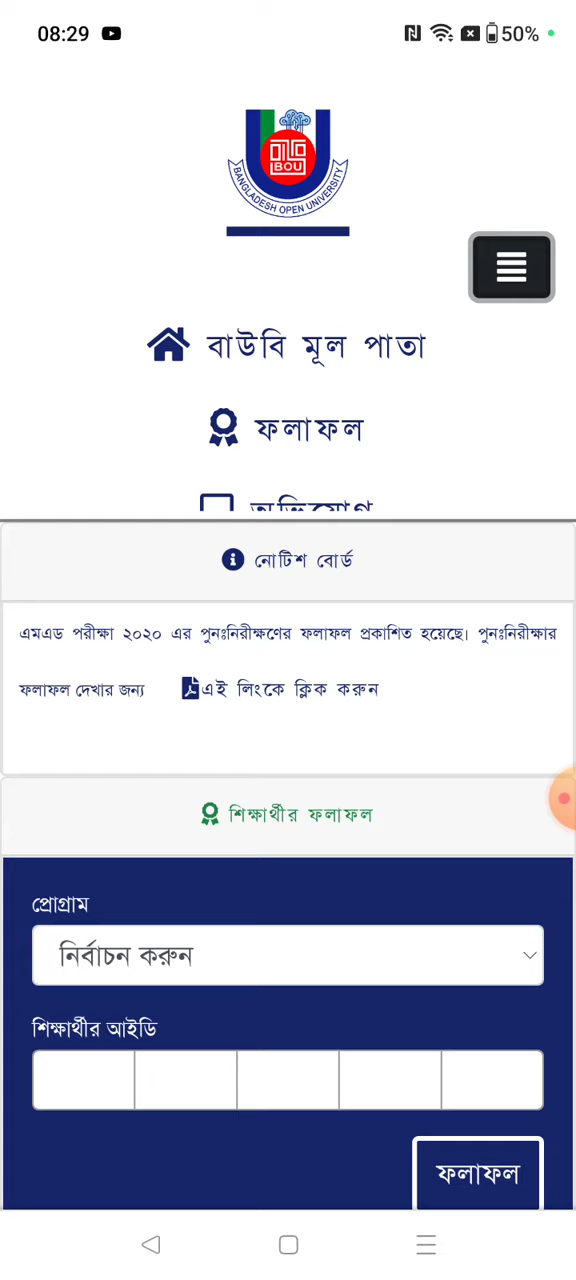 08:29
50%
BOU
BANGLADESH OPEN UNIVERSITY
বাউবি মূল পাতা
ফলাফল
অভিযোগ
নোটিশ বোর্ড
এমএড পরীক্ষা ২০২০ এর পুনঃনিরীক্ষণের ফলাফল প্রকাশিত হয়েছে। পুনঃনিরীক্ষার
ফলাফল দেখার জন্য এই লিংকে ক্লিক করুন
শিক্ষার্থীর ফলাফল
প্রোগ্রাম
নির্বাচন করুন
শিক্ষার্থীর আইডি
ফলাফল